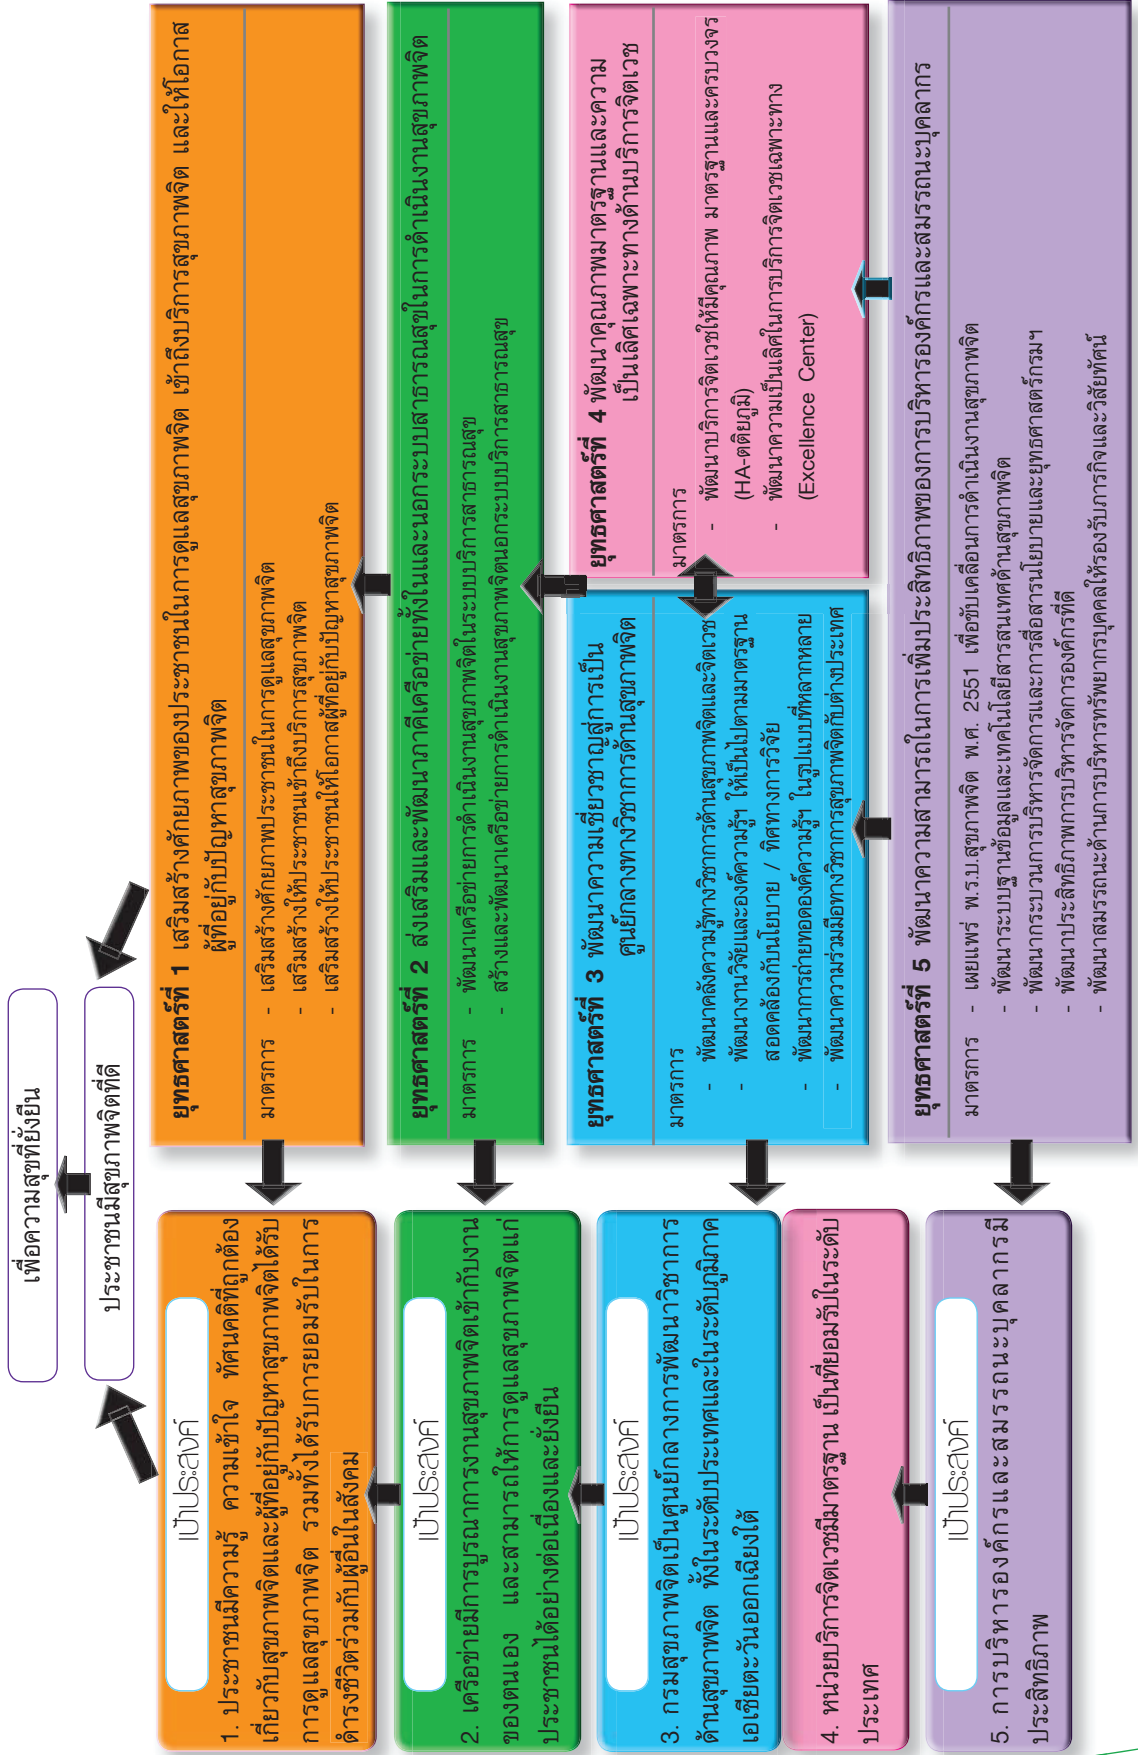 เพื่อความสุขที่ยั่งยืน
ประชาชนมีสุขภาพจิตที่ดี
เป้าประสงค์
1. ประชาชนมีความรู้ ความเข้าใจ ทัศนคติที่ถูกต้อง
เกี่ยวกับสุขภาพจิตและผู้ที่อยู่กับปัญหาสุขภาพจิตได้รับ
การดูแลสุขภาพจิต รวมทั้งได้รับการยอมรับในการ
ดำรงชีวิตร่วมกับผู้อื่นในสังคม
ยุทธศาสตร์ที่ 1 เสริมสร้างศักยภาพของประชาชนในการดูแลสุขภาพจิต เข้าถึงบริการสุขภาพจิต และให้โอกาส
ผู้ที่อยู่กับปัญหาสุขภาพจิต
มาตรการ - เสริมสร้างศักยภาพประชาชนในการดูแลสุขภาพจิต
- เสริมสร้างให้ประชาชนเข้าถึงบริการสุขภาพจิต
- เสริมสร้างให้ประชาชนให้โอกาสผู้ที่อยู่กับปัญหาสุขภาพจิต
เป้าประสงค์
2. เครือข่ายมีการบูรณาการงานสุขภาพจิตเข้ากับงาน
ของตนเอง และสามารถให้การดูแลสุขภาพจิตแก่
ประชาชนได้อย่างต่อเนื่องและยั่งยืน
ยุทธศาสตร์ที่ 2 ส่งเสริมและพัฒนาภาคีเครือข่ายทั้งในและนอกระบบสาธารณสุขในการดำเนินงานสุขภาพจิต
มาตรการ - พัฒนาเครือข่ายการดำเนินงานสุขภาพจิตในระบบบริการสาธารณสุข
- สร้างและพัฒนาเครือข่ายการดำเนินงานสุขภาพจิตนอกระบบบริการสาธารณสุข
เป้าประสงค์
3. กรมสุขภาพจิตเป็นศูนย์กลางการพัฒนาวิชาการ
ด้านสุขภาพจิต ทั้งในระดับประเทศและในระดับภูมิภาค
เอเชียตะวันออกเฉียงใต้
4. หน่วยบริการจิตเวชมีมาตรฐาน เป็นที่ยอมรับในระดับ
ประเทศ
ยุทธศาสตร์ที่ 3 พัฒนาความเชี่ยวชาญสู่การเป็น
ศูนย์กลางทางวิชาการด้านสุขภาพจิต
มาตรการ
- พัฒนาคลังความรู้ทางวิชาการด้านสุขภาพจิตและจิตเวช
- พัฒนางานวิจัยและองค์ความรู้ฯ ให้เป็นไปตามมาตรฐาน
สอดคล้องกับนโยบาย / ทิศทางการวิจัย
- พัฒนาการถ่ายทอดองค์ความรู้ฯ ในรูปแบบที่หลากหลาย
- พัฒนาความร่วมมือทางวิชาการสุขภาพจิตกับต่างประเทศ
ยุทธศาสตร์ที่ 4 พัฒนาคุณภาพมาตรฐานและความ
เป็นเลิศเฉพาะทางด้านบริการจิตเวช
มาตรการ
- พัฒนาบริการจิตเวชให้มีคุณภาพ มาตรฐานและครบวงจร
(HA-ตติยภูมิ)
- พัฒนาความเป็นเลิศในการบริการจิตเวชเฉพาะทาง
(Excellence Center)
เป้าประสงค์
5. การบริหารองค์กรและสมรรถนะบุคลากรมี
ประสิทธิภาพ
ยุทธศาสตร์ที่ 5 พัฒนาความสามารถในการเพิ่มประสิทธิภาพของการบริหารองค์กรและสมรรถนะบุคลากร
มาตรการ - เผยแพร่ พ.ร.บ.สุขภาพจิต พ.ศ. 2551 เพื่อขับเคลื่อนการดำเนินงานสุขภาพจิต
- พัฒนาระบบฐานข้อมูลและเทคโนโลยีสารสนเทศด้านสุขภาพจิต
- พัฒนากระบวนการบริหารจัดการและการสื่อสารนโยบายและยุทธศาสตร์กรมฯ
- พัฒนาประสิทธิภาพการบริหารจัดการองค์กรที่ดี
- พัฒนาสมรรถนะด้านการบริหารทรัพยากรบุคคลให้รองรับภารกิจและวิสัยทัศน์